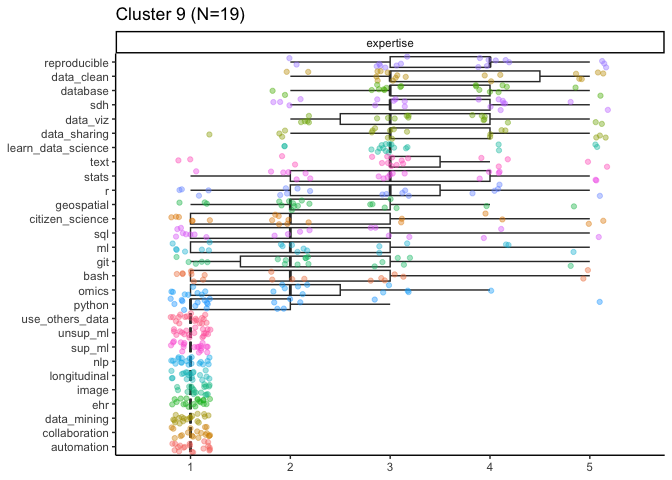 Cluster 9 (N=19)
expertise
reproducible
data_clean
database
sdh
data_viz
data_sharing
learn_data_science
text
stats
r
geospatial
citizen_science
sql
ml
git
bash
omics
python
use_others_data
unsup_ml
sup_ml
nlp
longitudinal
image
ehr
data_mining
collaboration
automation
1 2 3 4 5